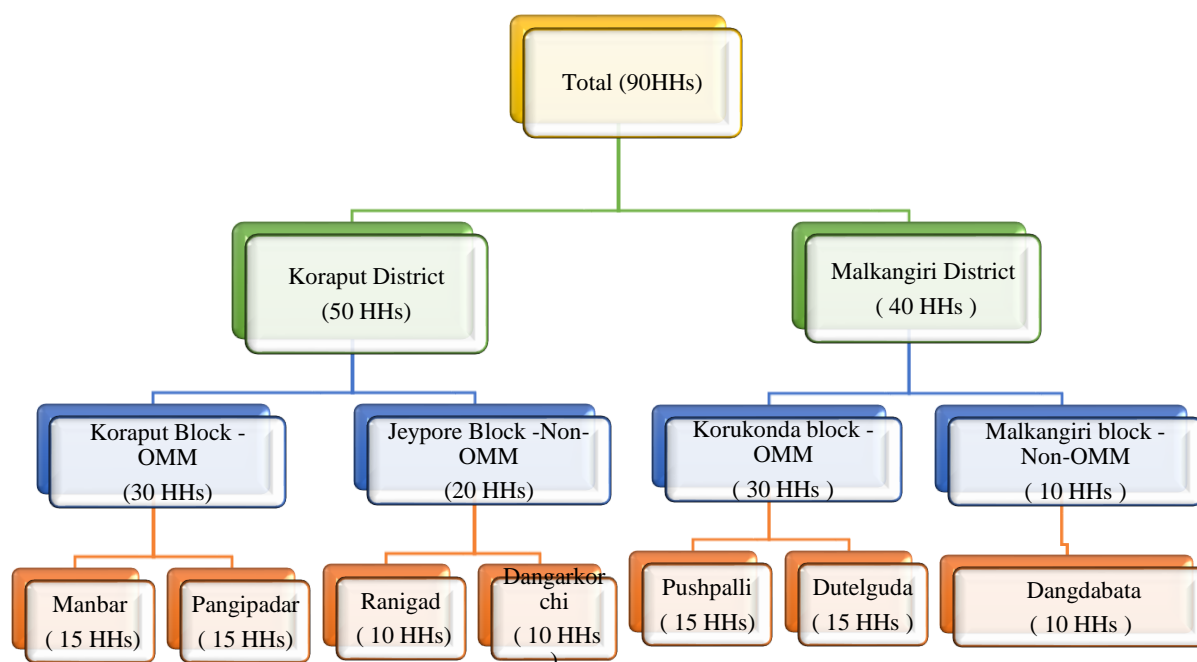 Total (90HHs)
Koraput District
(50 HHs)
Malkangiri District
( 40 HHs )
Koraput Block -
OMM
(30 HHs)
Jeypore Block -Non-
OMM
(20 HHs)
Korukonda block -
OMM
( 30 HHs )
Malkangiri block -
Non-OMM
( 10 HHs )
Manbar
( 15 HHs)
Pangipadar
( 15 HHs)
Ranigad
( 10 HHs)
Dangarkor
chi
( 10 HHs
)
Pushpalli
( 15 HHs)
Dutelguda
( 15 HHs )
Dangdabata
( 10 HHs )